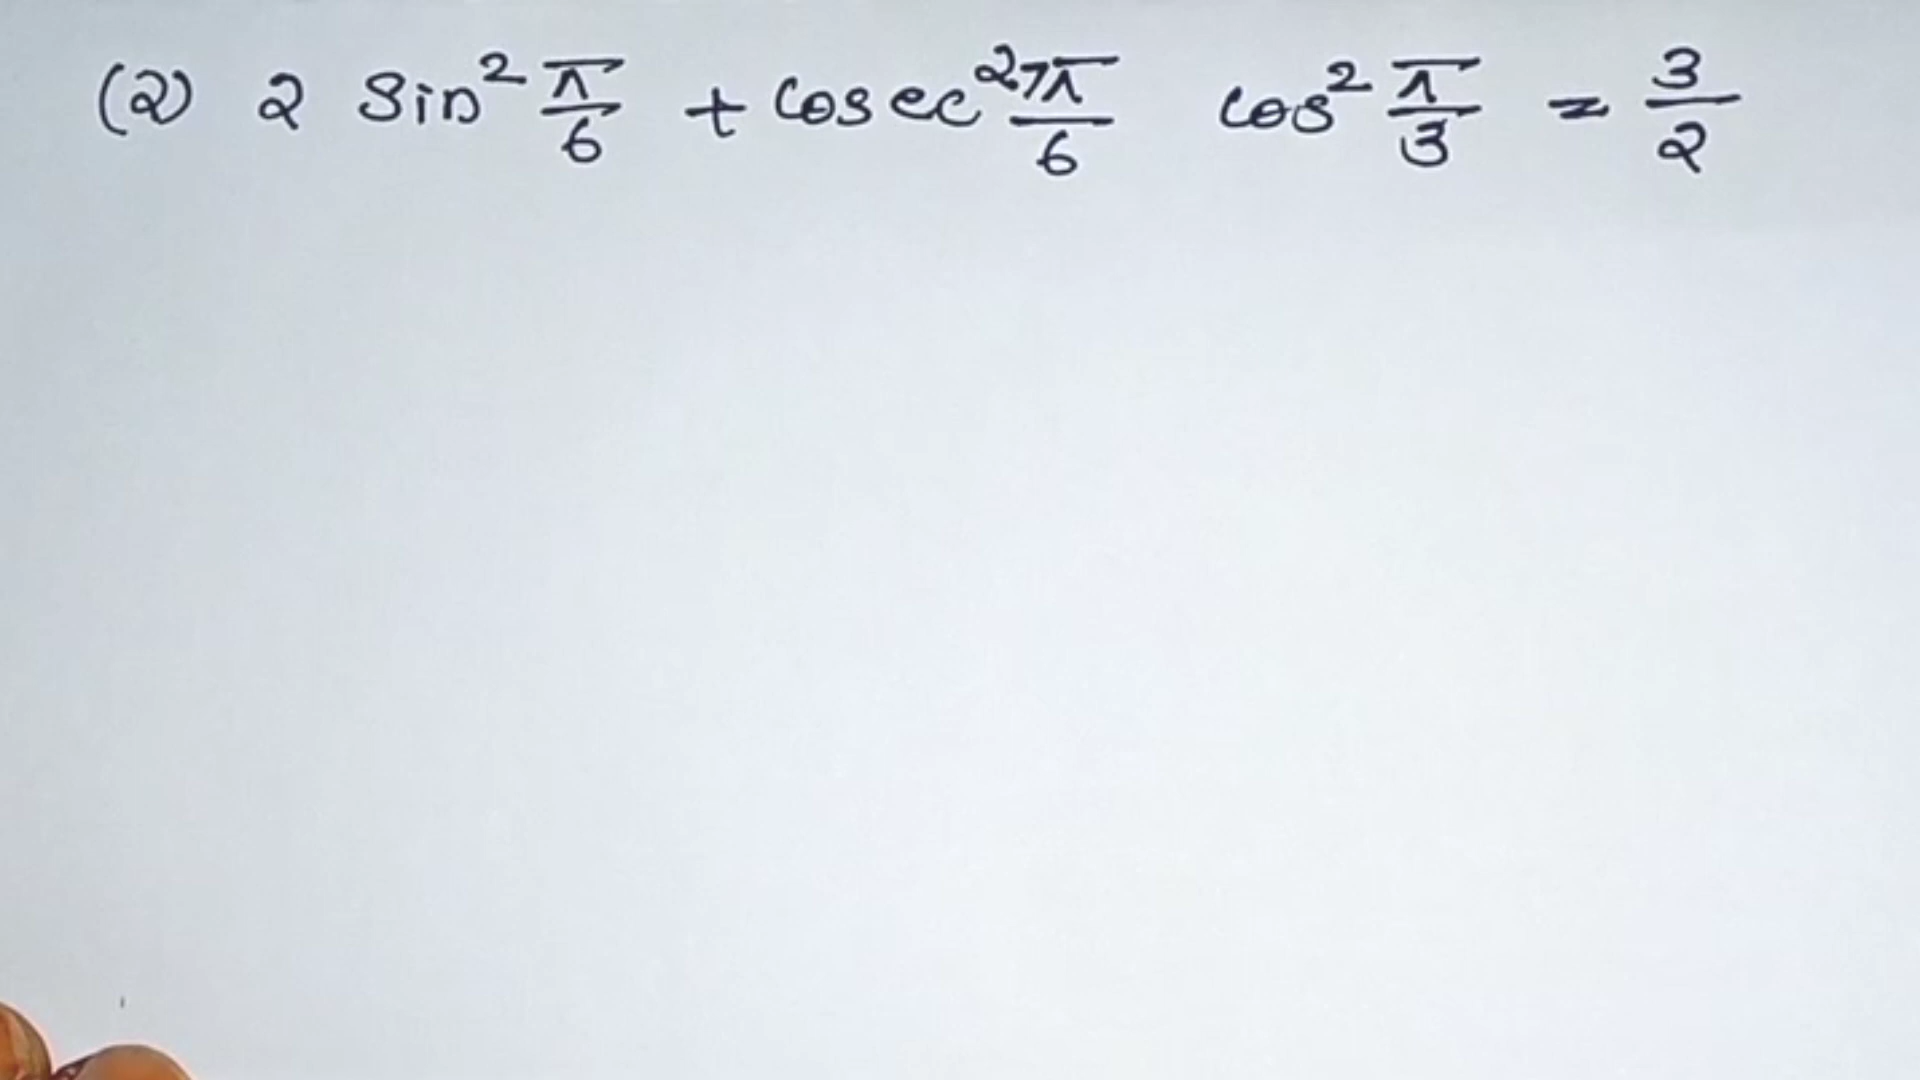 (2) 2 Sin² π/6 + Cosec² 7π/6 cos² π/3 = 3/2